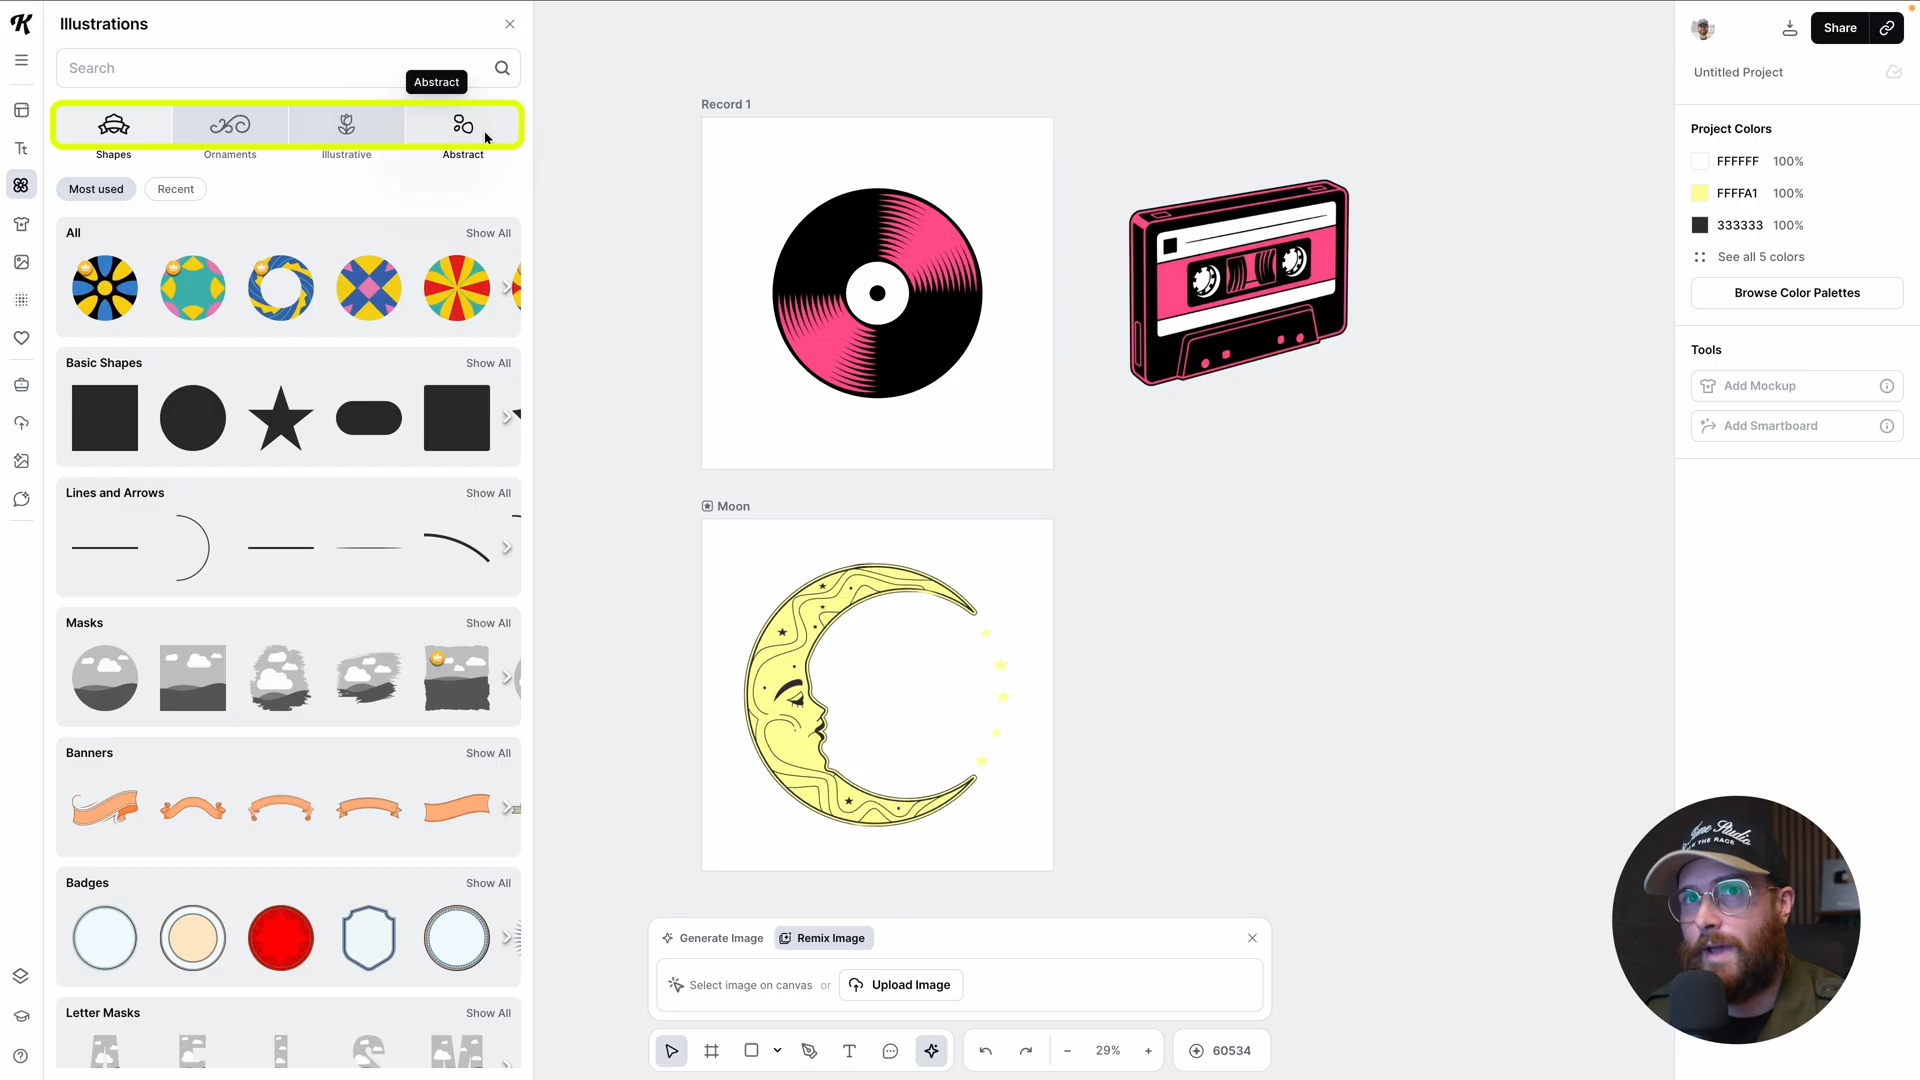 Illustrations
Search
Abstract
Shapes
Ornaments
Illustrative
Abstract
Most used
Recent
All
Show All
Basic Shapes
Show All
Lines and Arrows
Show All
Masks
Show All
Banners
Show All
Badges
Show All
Letter Masks
Show All
A E I S M
Record 1
Moon
Generate Image
Remix Image
Select image on canvas or
Upload Image
29%
60534
Share
Untitled Project
Project Colors
FFFFFF 100%
FFFFA1 100%
333333 100%
See all 5 colors
Browse Color Palettes
Tools
Add Mockup
Add Smartboard
Studio
THE RAGE